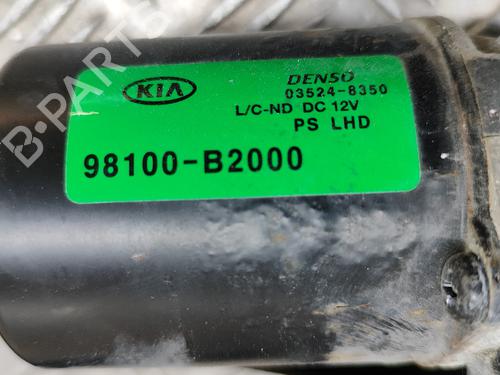 KIA
DENSO
03524-8350
L/C-ND DC 12V
PS LHD
98100-B2000
B-PARTS